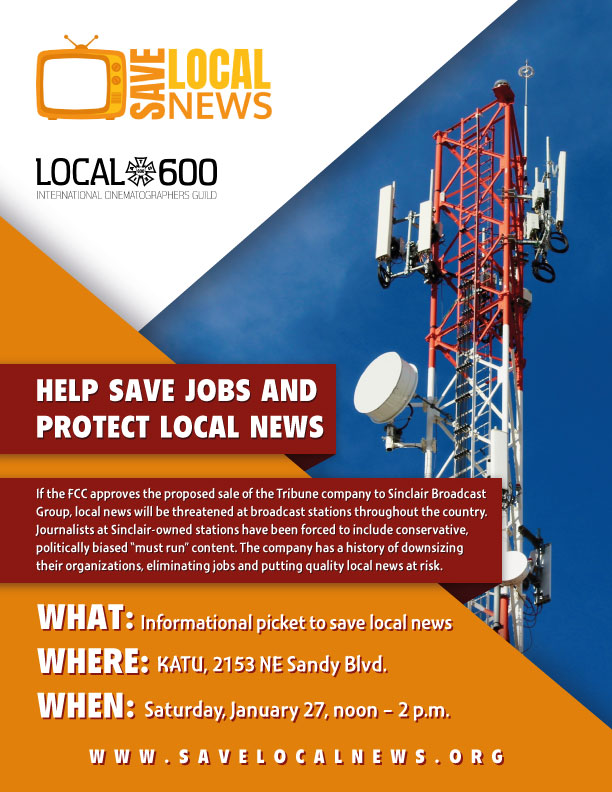 SAVE LOCAL
NEWS
LOCAL 600
INTERNATIONAL CINEMATOGRAPHERS GUILD
HELP SAVE JOBS AND
PROTECT LOCAL NEWS
If the FCC approves the proposed sale of the Tribune company to Sinclair Broadcast
Group, local news will be threatened at broadcast stations throughout the country.
Journalists at Sinclair-owned stations have been forced to include conservative,
politically biased “must run” content. The company has a history of downsizing
their organizations, eliminating jobs and putting quality local news at risk.
WHAT: Informational picket to save local news
WHERE: KATU, 2153 NE Sandy Blvd.
WHEN: Saturday, January 27, noon – 2 p.m.
WWW.SAVELOCALNEWS.ORG